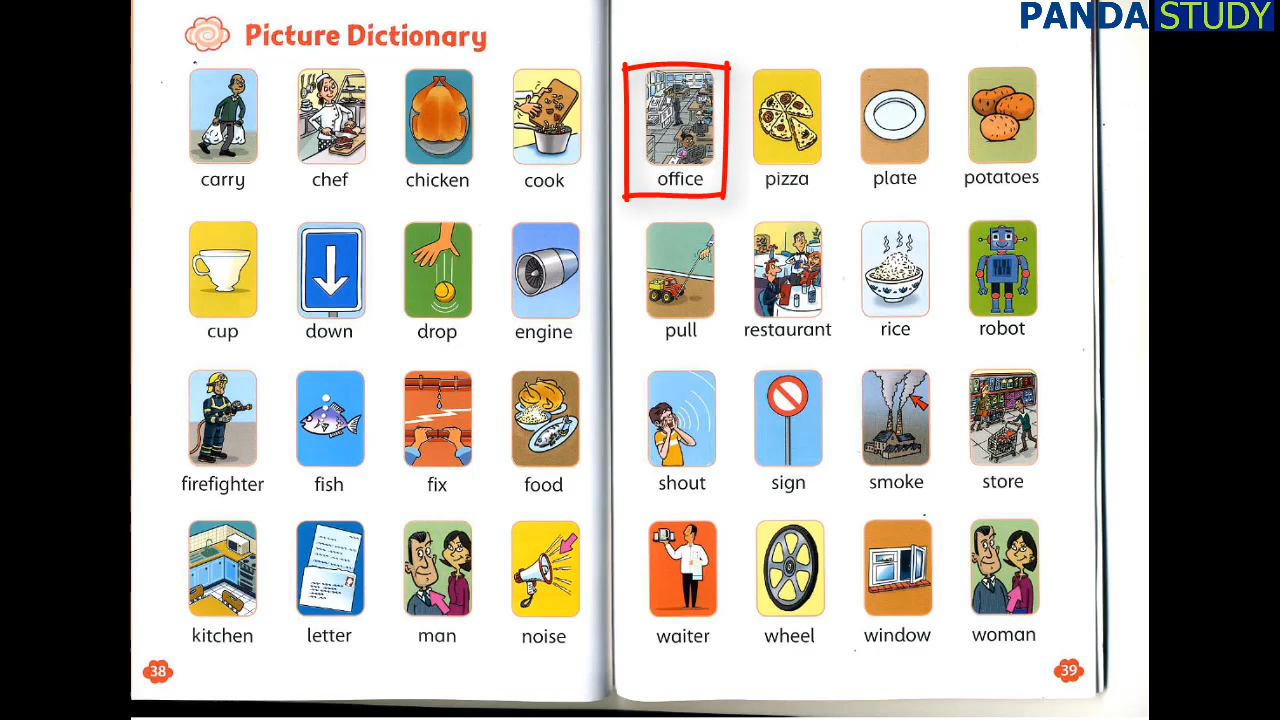 PANDA STUDY
Picture Dictionary
carry chef chicken cook
cup down drop engine
firefighter fish fix food
kitchen letter man noise
38
office pizza plate potatoes
pull restaurant rice robot
shout sign smoke store
waiter wheel window woman
39